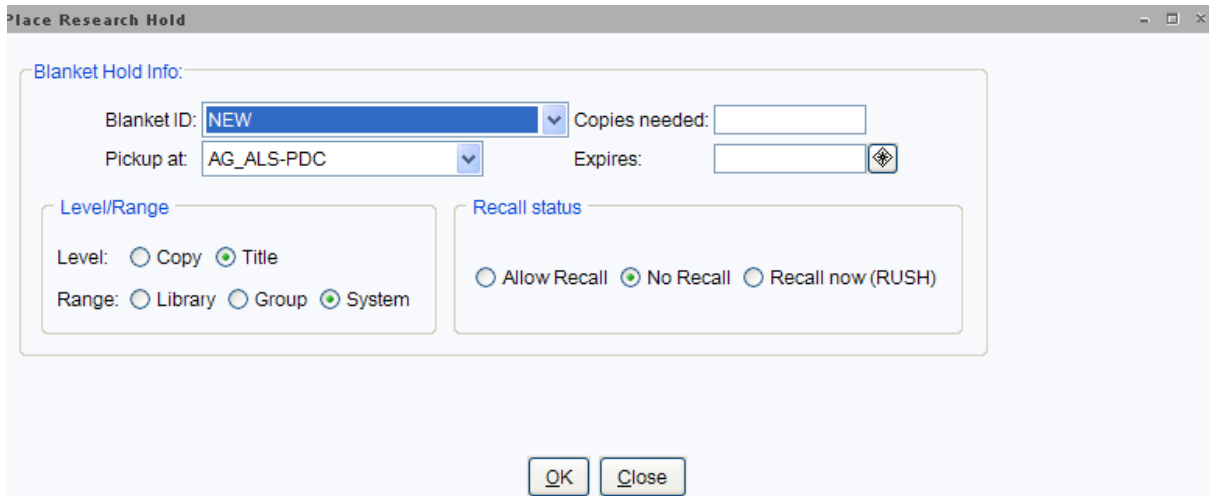 Place Research Hold
Blanket Hold Info:
Blanket ID: NEW Copies needed:
Pickup at: AG_ALS-PDC Expires:
Level/Range Recall status
Level: Copy Title
Allow Recall No Recall Recall now (RUSH)
Range: Library Group System
OK Close